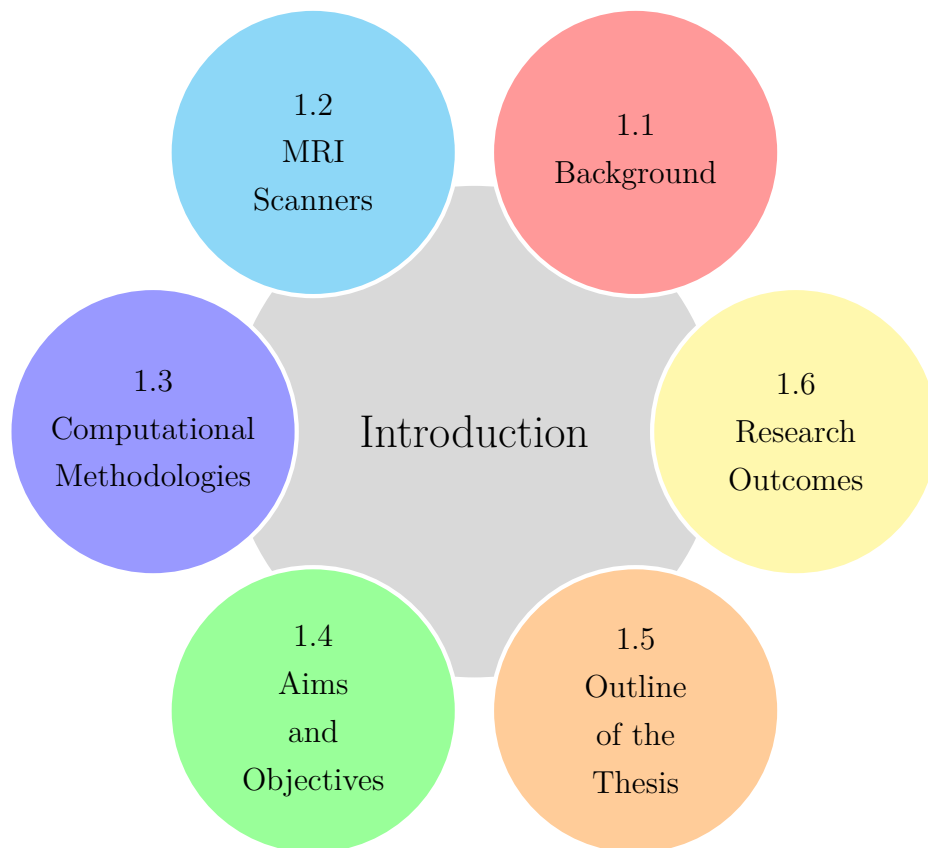 1.1
Background
1.2
MRI
Scanners
1.3
Computational
Methodologies
Introduction
1.6
Research
Outcomes
1.4
Aims
and
Objectives
1.5
Outline
of the
Thesis